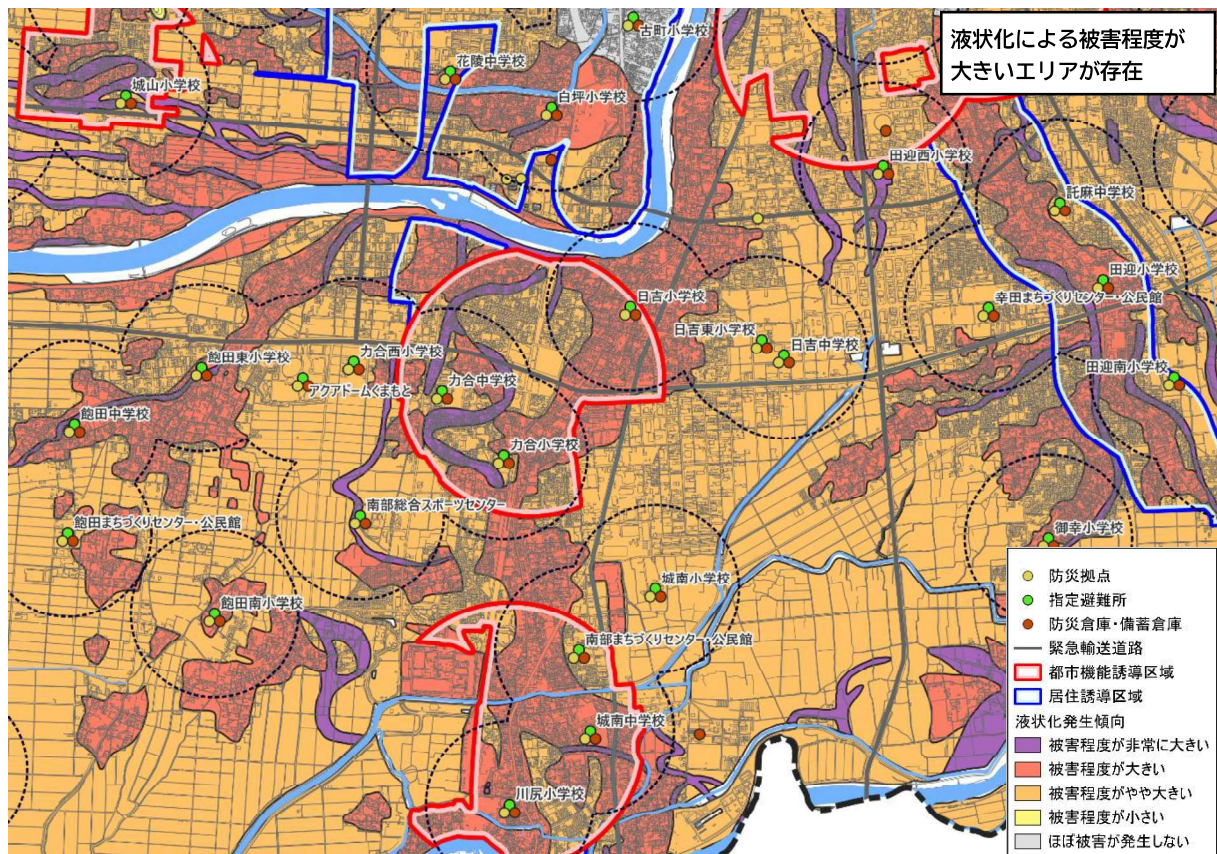 液状化による被害程度が
大きいエリアが存在
古町小学校
花陵中学校
城山小学校
白坪小学校
田迎西小学校
託麻中学校
田迎小学校
幸田まちづくりセンター・公民館
日吉小学校
日吉東小学校
日吉中学校
力合西小学校
飽田東小学校
アクアドームくまもと
力合中学校
田迎南小学校
飽田中学校
力合小学校
南部総合スポーツセンター
飽田まちづくりセンター・公民館
御幸小学校
城南小学校
飽田南小学校
南部まちづくりセンター・公民館
城南中学校
川尻小学校
防災拠点
指定避難所
防災倉庫・備蓄倉庫
緊急輸送道路
都市機能誘導区域
居住誘導区域
液状化発生傾向
被害程度が非常に大きい
被害程度が大きい
被害程度がやや大きい
被害程度が小さい
ほぼ被害が発生しない